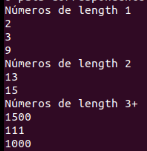 Números de length 1
2
3
9
Números de length 2
13
15
Números de length 3+
1500
111
1000